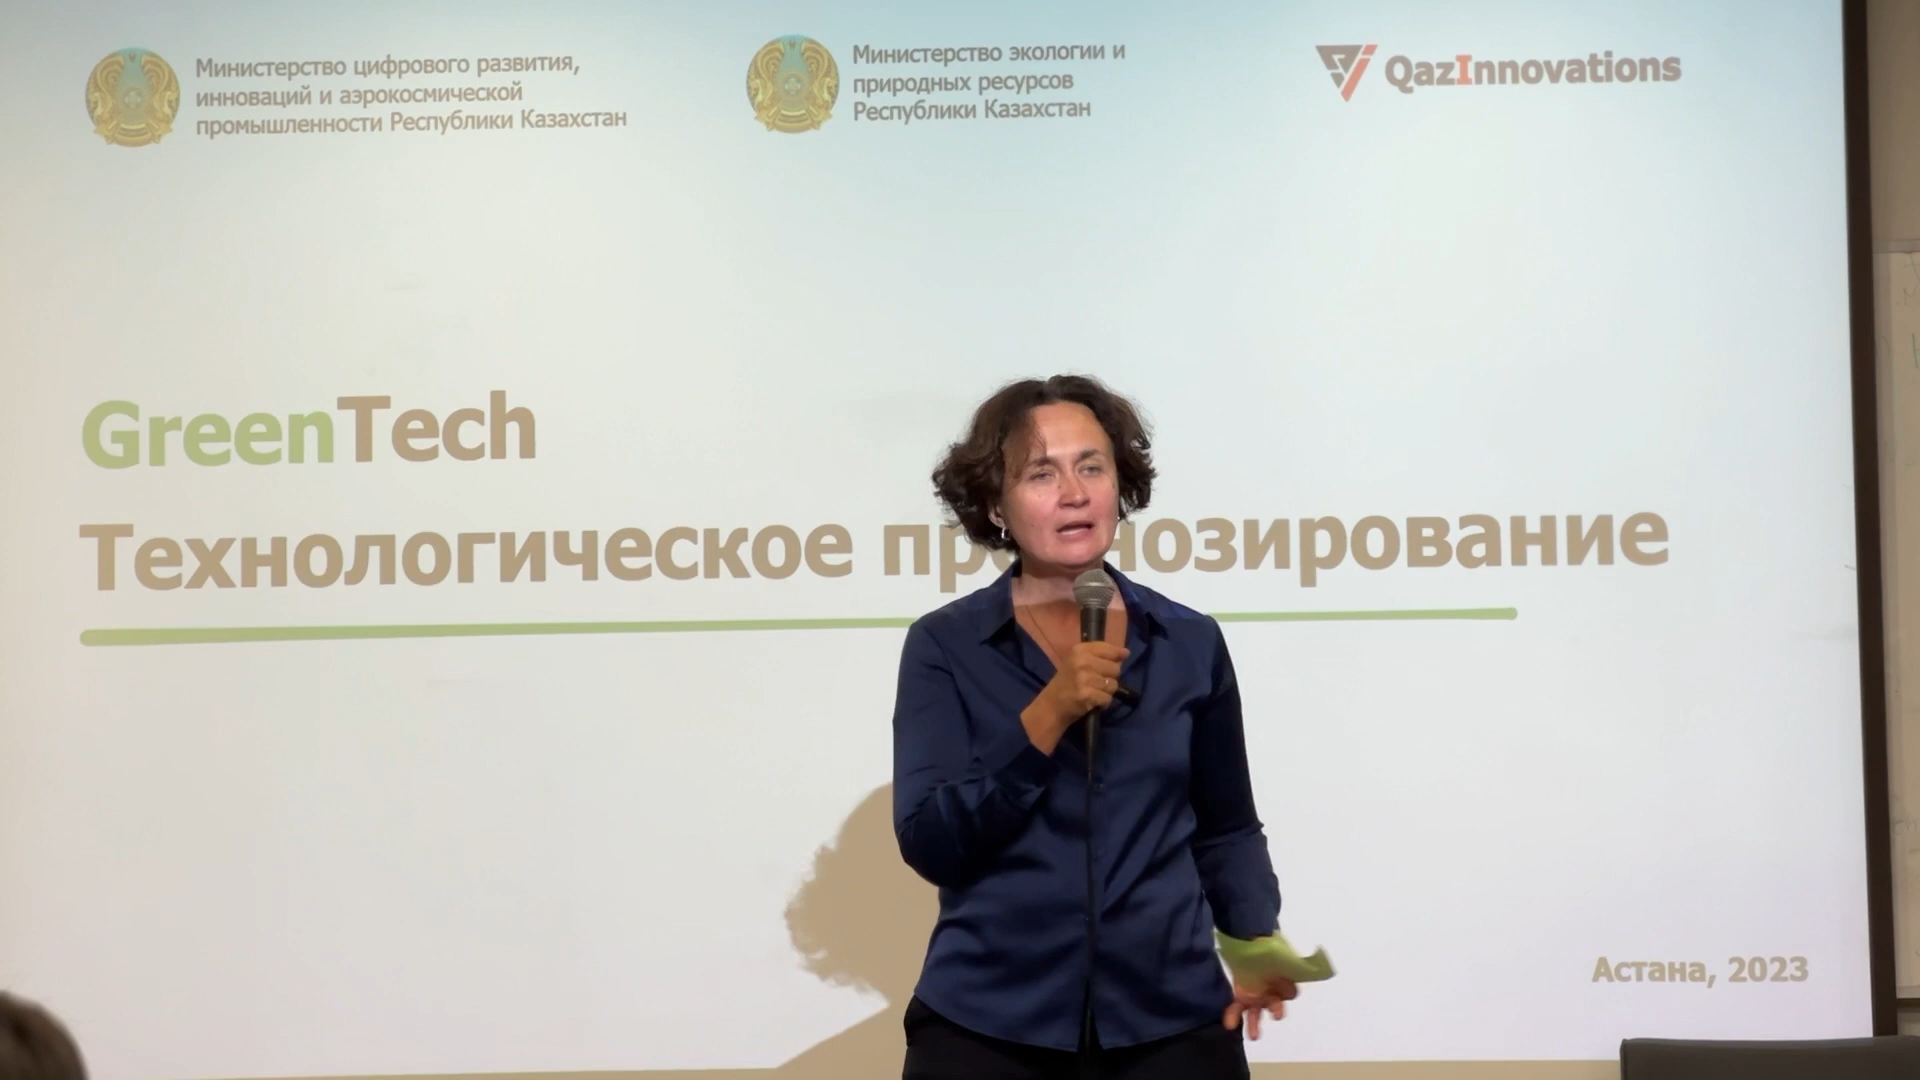 Министерство цифрового развития,
инноваций и аэрокосмической
промышленности Республики Казахстан
Министерство экологии и
природных ресурсов
Республики Казахстан
QazInnovations
GreenTech
Технологическое пр нозирование
Астана, 2023